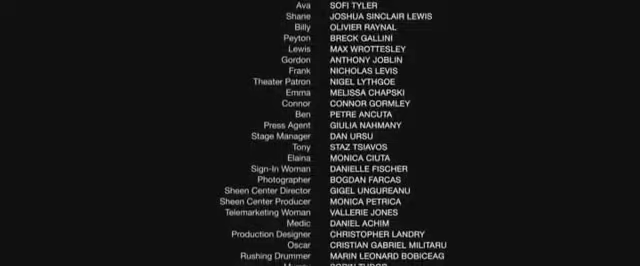 Ava SOFI TYLER
Shane JOSHUA SINCLAIR LEWIS
Billy OLIVIER RAYNAL
Peyton BRECK GALLINI
Lewis MAX WROTTESLEY
Gordon ANTHONY JOBLIN
Frank NICHOLAS LEVIS
Theater Patron NIGEL LYTHGOE
Emma MELISSA CHAPSKI
Connor CONNOR GORMLEY
Ben PETRE ANCUTA
Press Agent GIULIA NAHMANY
Stage Manager DAN URSU
Tony STAZ TSIAVOS
Elaina MONICA CIUTA
Sign-In Woman DANIELLE FISCHER
Photographer BOGDAN FARCAS
Sheen Center Director GIGEL UNGUREANU
Sheen Center Producer MONICA PETRICA
Telemarketing Woman VALLERIE JONES
Medic DANIEL ACHIM
Production Designer CHRISTOPHER LANDRY
Oscar CRISTIAN GABRIEL MILITARU
Rushing Drummer MARIN LEONARD BOBICEAG